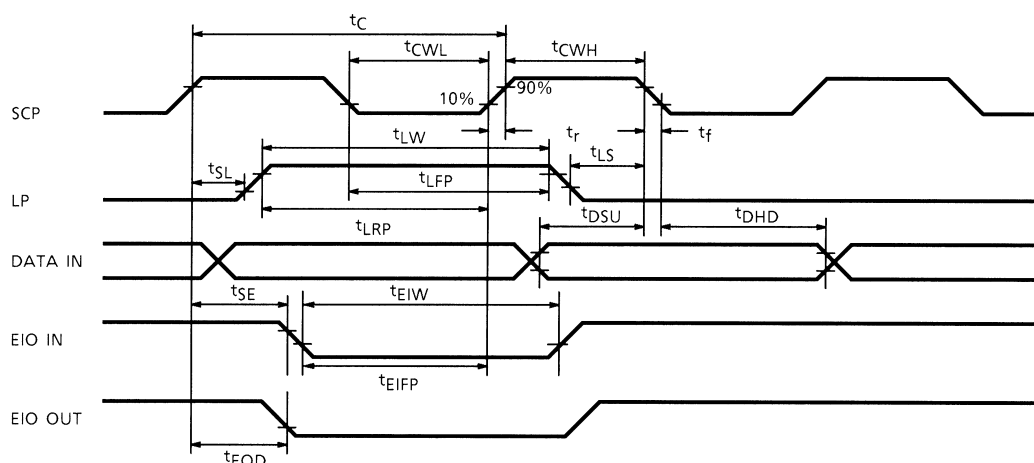 tC
tCWL
tCWH
SCP
10%
90%
tr
tf
tLW
tLS
tSL
tLFP
LP
tLRP
tDSU
tDHD
DATA IN
tSE
tEIW
EIO IN
tEIFP
EIO OUT
tEOD